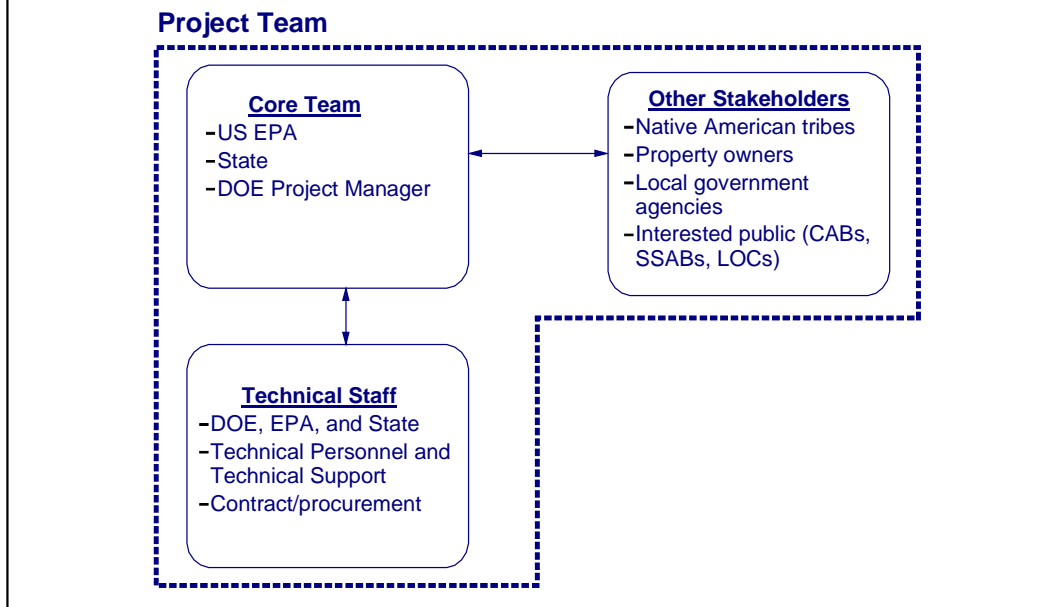 Project Team
Core Team
-US EPA
-State
-DOE Project Manager
Other Stakeholders
-Native American tribes
-Property owners
-Local government
agencies
-Interested public (CABs,
SSABs, LOCs)
Technical Staff
-DOE, EPA, and State
-Technical Personnel and
Technical Support
-Contract/procurement